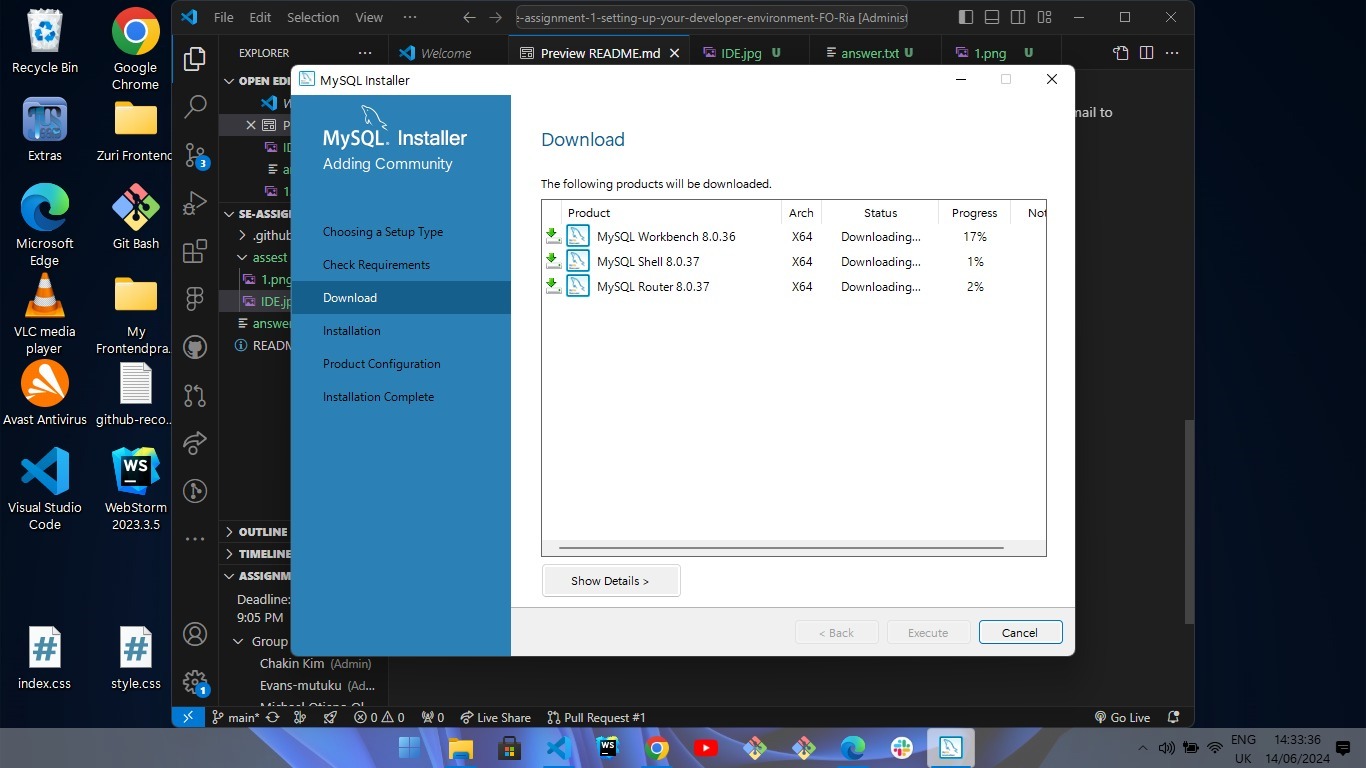 Recycle Bin
Google
Chrome
Extras
Zuri Frontend
Microsoft
Edge
Git Bash
VLC media
player
My
Frontendpra...
Avast Antivirus
github-reco...
Visual Studio
Code
WS
WebStorm
2023.3.5
index.css
style.css
File Edit Selection View ···
e-assignment-1-setting-up-your-developer-environment-FO-Ria [Administ
EXPLORER
Welcome
Preview README.md
IDE.jpg U
answer.txt U
1.png U
OPEN EDI
SE-ASSIG
.github
assest
1.png
IDE.jp
answe
READM
OUTLINE
TIMELINE
ASSIGNM
Deadline:
9:05 PM
Group
Chakin Kim (Admin)
Evans-mutuku (Ad...
3
1
mail to
MySQL Installer
MySQL. Installer
Adding Community
Choosing a Setup Type
Check Requirements
Download
Installation
Product Configuration
Installation Complete
Download
The following products will be downloaded.
Product Arch Status Progress Not
MySQL Workbench 8.0.36 X64 Downloading... 17%
MySQL Shell 8.0.37 X64 Downloading... 1%
MySQL Router 8.0.37 X64 Downloading... 2%
Show Details >
< Back Execute Cancel
main* 0 0 0 Live Share Pull Request #1 Go Live
WS
ENG
UK
14:33:36
14/06/2024